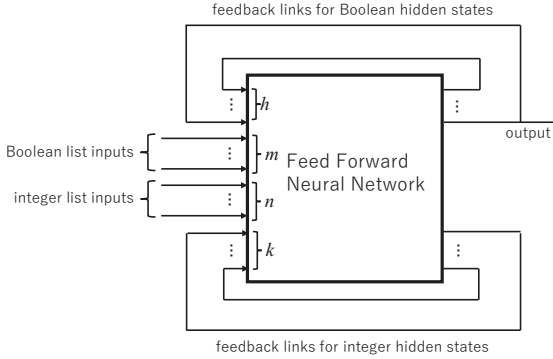 feedback links for Boolean hidden states
h
output
Boolean list inputs
m
Feed Forward
Neural Network
integer list inputs
n
k
feedback links for integer hidden states